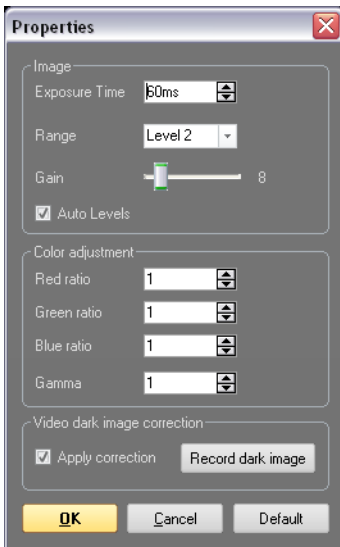 Properties
Image
Exposure Time 60ms
Range Level 2
Gain 8
Auto Levels
Color adjustment
Red ratio 1
Green ratio 1
Blue ratio 1
Gamma 1
Video dark image correction
Apply correction Record dark image
OK Cancel Default